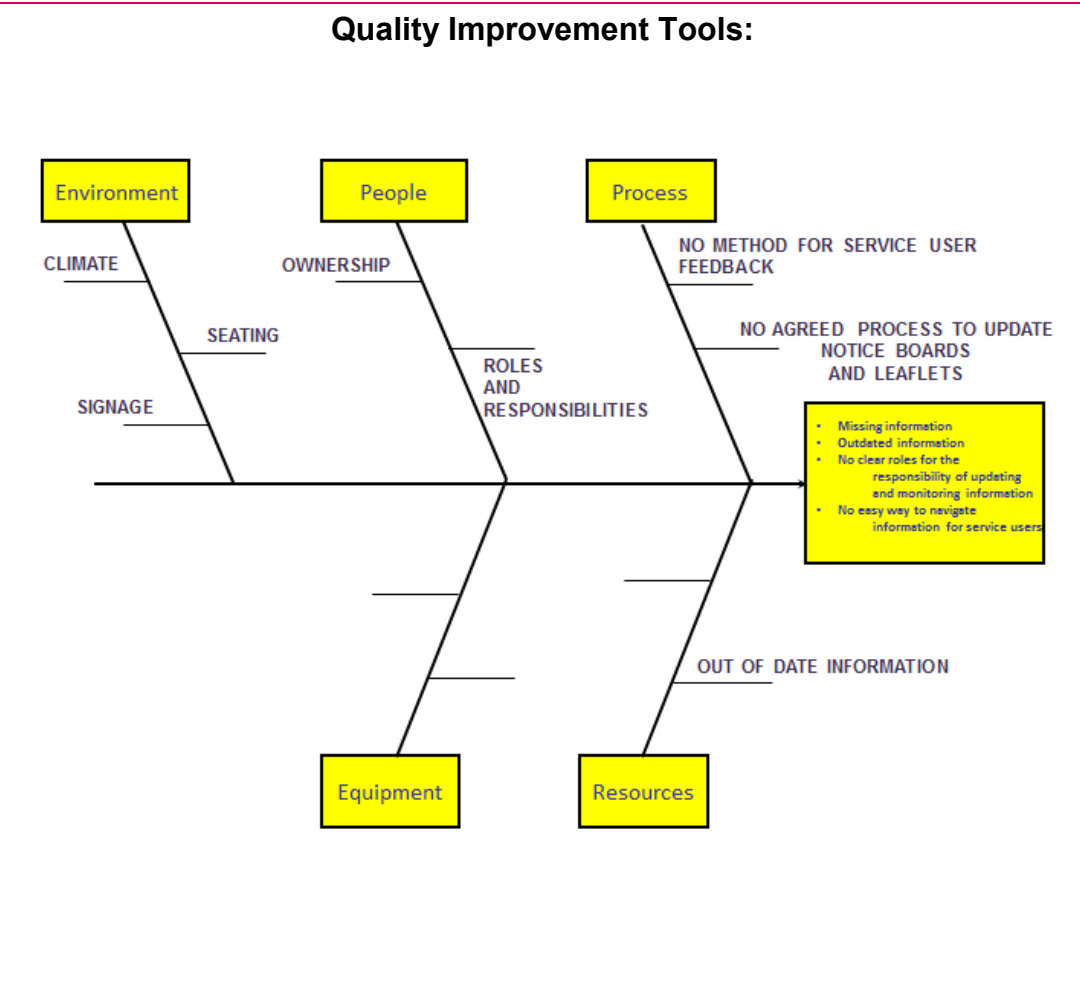 Quality Improvement Tools:
Environment
People
Process
CLIMATE
SEATING
SIGNAGE
OWNERSHIP
ROLES
AND
RESPONSIBILITIES
NO METHOD FOR SERVICE USER
FEEDBACK
NO AGREED PROCESS TO UPDATE
NOTICE BOARDS
AND LEAFLETS
• Missing information
• Outdated information
• No clear roles for the
responsibility of updating
and monitoring information
• No easy way to navigate
information for service users
OUT OF DATE INFORMATION
Equipment
Resources